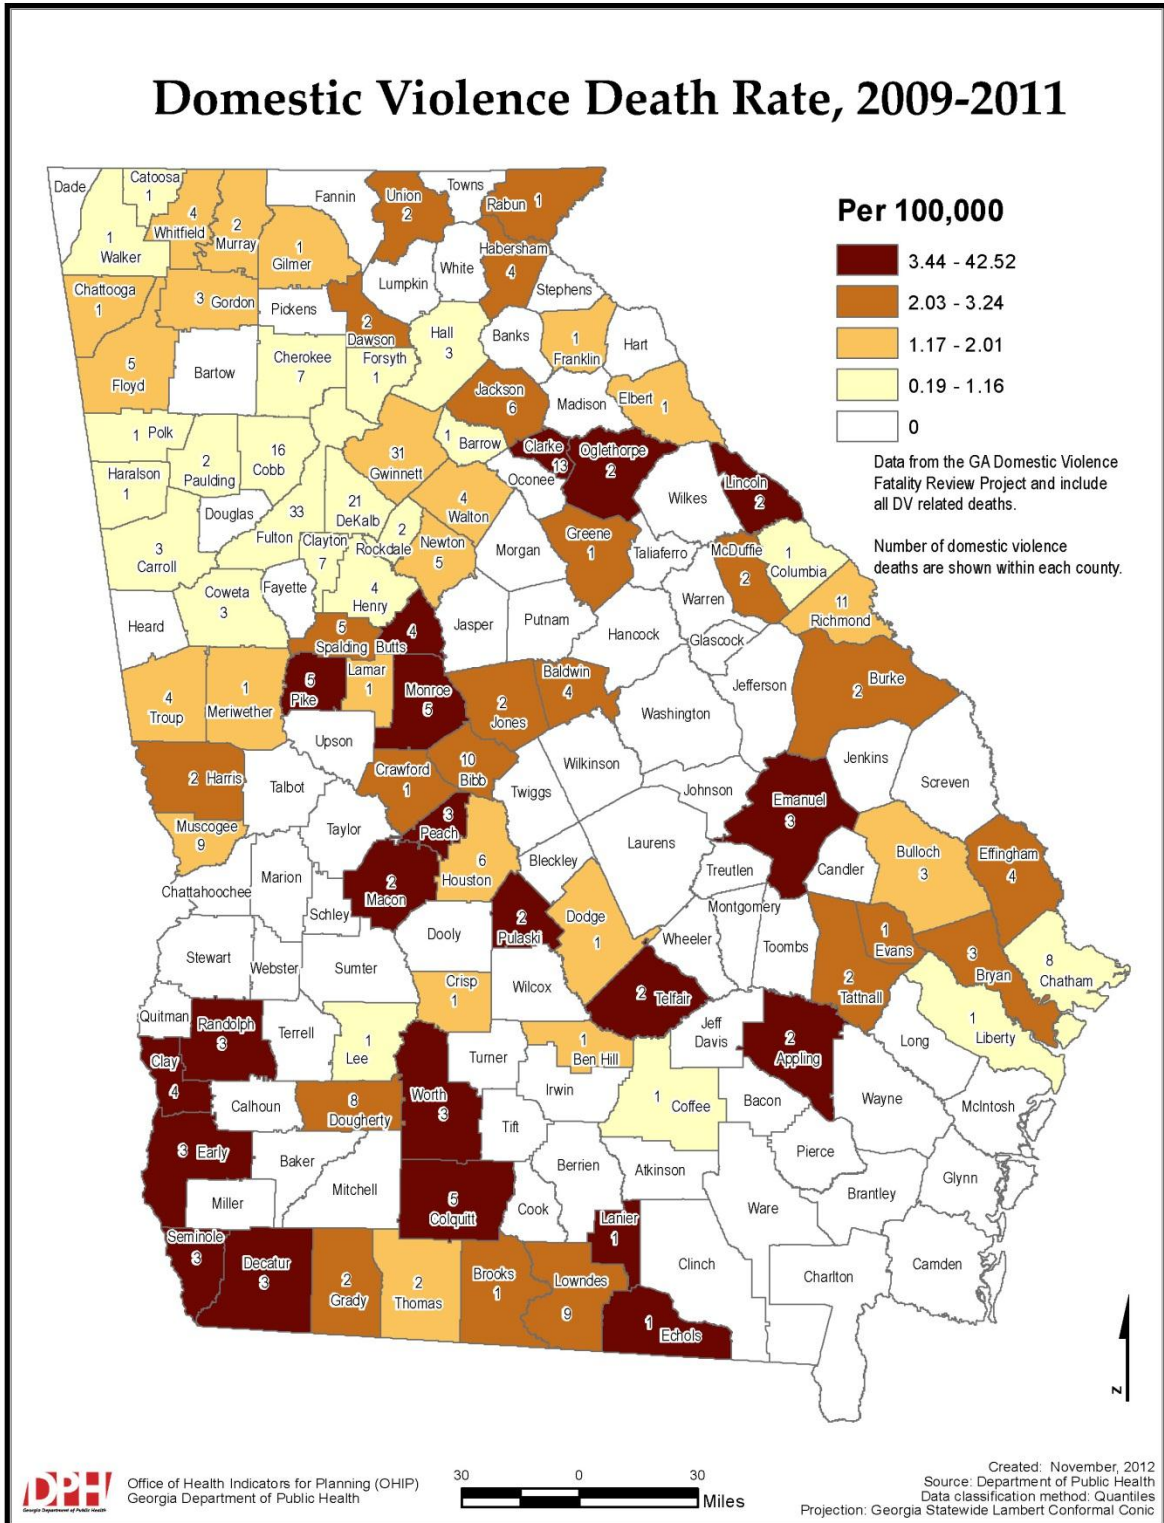 Domestic Violence Death Rate, 2009-2011
Per 100,000
3.44 - 42.52
2.03 - 3.24
1.17 - 2.01
0.19 - 1.16
0
Data from the GA Domestic Violence
Fatality Review Project and include
all DV related deaths.
Number of domestic violence
deaths are shown within each county.
Dade
Catoosa
1
1
Walker
4
Whitfield
2
Murray
Fannin
1
Gilmer
Union
2
Towns
Rabun 1
Habersham
4
White
Lumpkin
Stephens
Chattooga
1
3 Gordon
Pickens
2
Dawson
Hall
3
Banks
1
Franklin
Hart
5
Floyd
Bartow
Cherokee
7
Forsyth
1
Jackson
6
Madison
Elbert
1
1 Polk
2
Paulding
16
Cobb
31
Gwinnett
1
Barrow
Clarke
13
Oglethorpe
2
Oconee
Wilkes
Lincoln
2
Haralson
1
Douglas
33
Fulton
21
DeKalb
4
Walton
Greene
1
Taliaferro
McDuffie
2
1
Columbia
3
Carroll
Clayton
7
2
Rockdale
Newton
5
Morgan
Warren
11
Richmond
Coweta
3
Fayette
4
Henry
Heard
5
Spalding
Butts
4
Jasper
Putnam
Hancock
Glascock
4
Troup
1
Meriwether
5
Pike
Lamar
1
Monroe
5
2
Jones
Baldwin
4
Washington
Jefferson
2
Burke
Upson
2 Harris
Talbot
Crawford
1
10
Bibb
Twiggs
Wilkinson
Johnson
Emanuel
3
Jenkins
Screven
Muscogee
9
Taylor
3
Peach
6
Houston
Bleckley
Laurens
Treutlen
Candler
Bulloch
3
Effingham
4
Chattahoochee
Marion
2
Macon
Schley
Dooly
2
Pulaski
Dodge
1
Wheeler
Montgomery
Toombs
1
Evans
2
Tattnall
3
Bryan
8
Chatham
Stewart
Webster
Sumter
Crisp
1
Wilcox
2 Telfair
Quitman
Randolph
3
Terrell
1
Lee
Turner
1
Ben Hill
Jeff
Davis
2
Appling
Long
1
Liberty
Clay
4
Calhoun
8
Dougherty
Worth
3
Irwin
Tift
1
Coffee
Bacon
Wayne
McIntosh
3 Early
Baker
Mitchell
Miller
5
Colquitt
Cook
Berrien
Atkinson
Pierce
Ware
Brantley
Glynn
Seminole
3
Decatur
3
2
Grady
2
Thomas
Brooks
1
Lowndes
9
Lanier
1
1
Echols
Clinch
Charlton
Camden
N
DPH
Georgia Department of Public Health
Office of Health Indicators for Planning (OHIP)
Georgia Department of Public Health
30 0 30
Miles
Created: November, 2012
Source: Department of Public Health
Data classification method: Quantiles
Projection: Georgia Statewide Lambert Conformal Conic